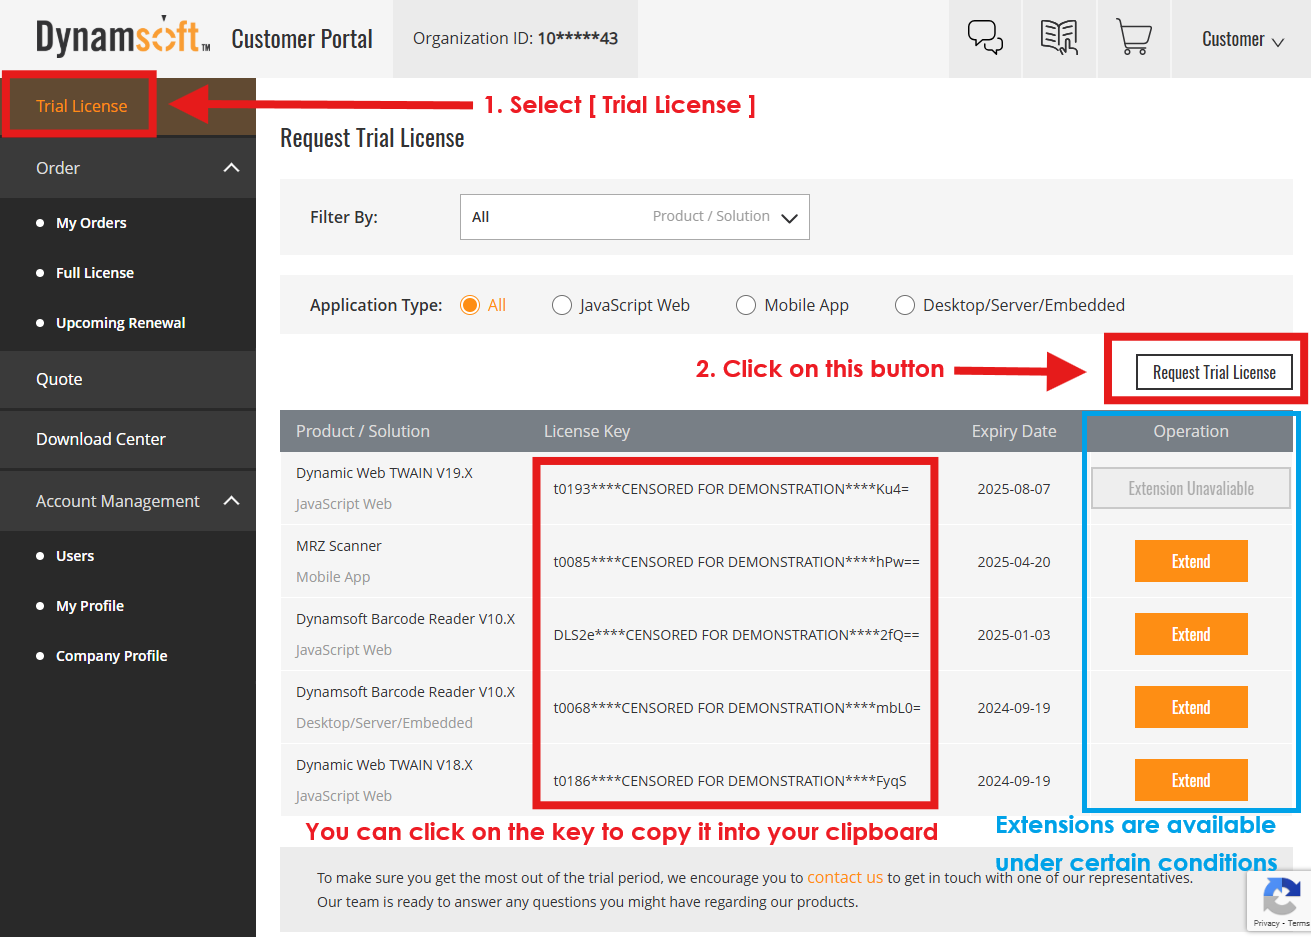 Dynamsoft™ Customer Portal
Organization ID: 10*****43
Customer
Trial License
1. Select [ Trial License ]
Request Trial License
Order
My Orders
Full License
Upcoming Renewal
Quote
Download Center
Account Management
Users
My Profile
Company Profile
Filter By:
All Product / Solution
Application Type: All JavaScript Web Mobile App Desktop/Server/Embedded
2. Click on this button
Request Trial License
Product / Solution License Key Expiry Date Operation
Dynamic Web TWAIN V19.X
JavaScript Web
t0193****CENSORED FOR DEMONSTRATION****Ku4=
2025-08-07
Extension Unavaliable
MRZ Scanner
Mobile App
t0085****CENSORED FOR DEMONSTRATION****hPw==
2025-04-20
Extend
Dynamsoft Barcode Reader V10.X
JavaScript Web
DLS2e****CENSORED FOR DEMONSTRATION****2fQ==
2025-01-03
Extend
Dynamsoft Barcode Reader V10.X
Desktop/Server/Embedded
t0068****CENSORED FOR DEMONSTRATION****mbL0=
2024-09-19
Extend
Dynamic Web TWAIN V18.X
JavaScript Web
t0186****CENSORED FOR DEMONSTRATION****FyqS
2024-09-19
Extend
You can click on the key to copy it into your clipboard
Extensions are available
under certain conditions
To make sure you get the most out of the trial period, we encourage you to contact us to get in touch with one of our representatives.
Our team is ready to answer any questions you might have regarding our products.
Privacy - Terms